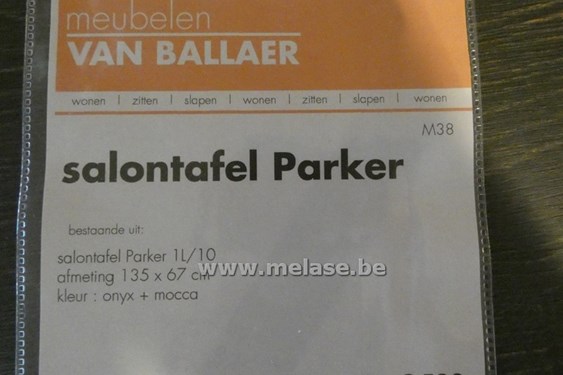 meubelen
VAN BALLAER
wonen | zitten | slapen | wonen | zitten | slapen | wonen
M38
salontafel Parker
bestaande uit:
salontafel Parker 1L/10
afmeting 135 x 67 cm
www.melase.be
kleur : onyx + mocca